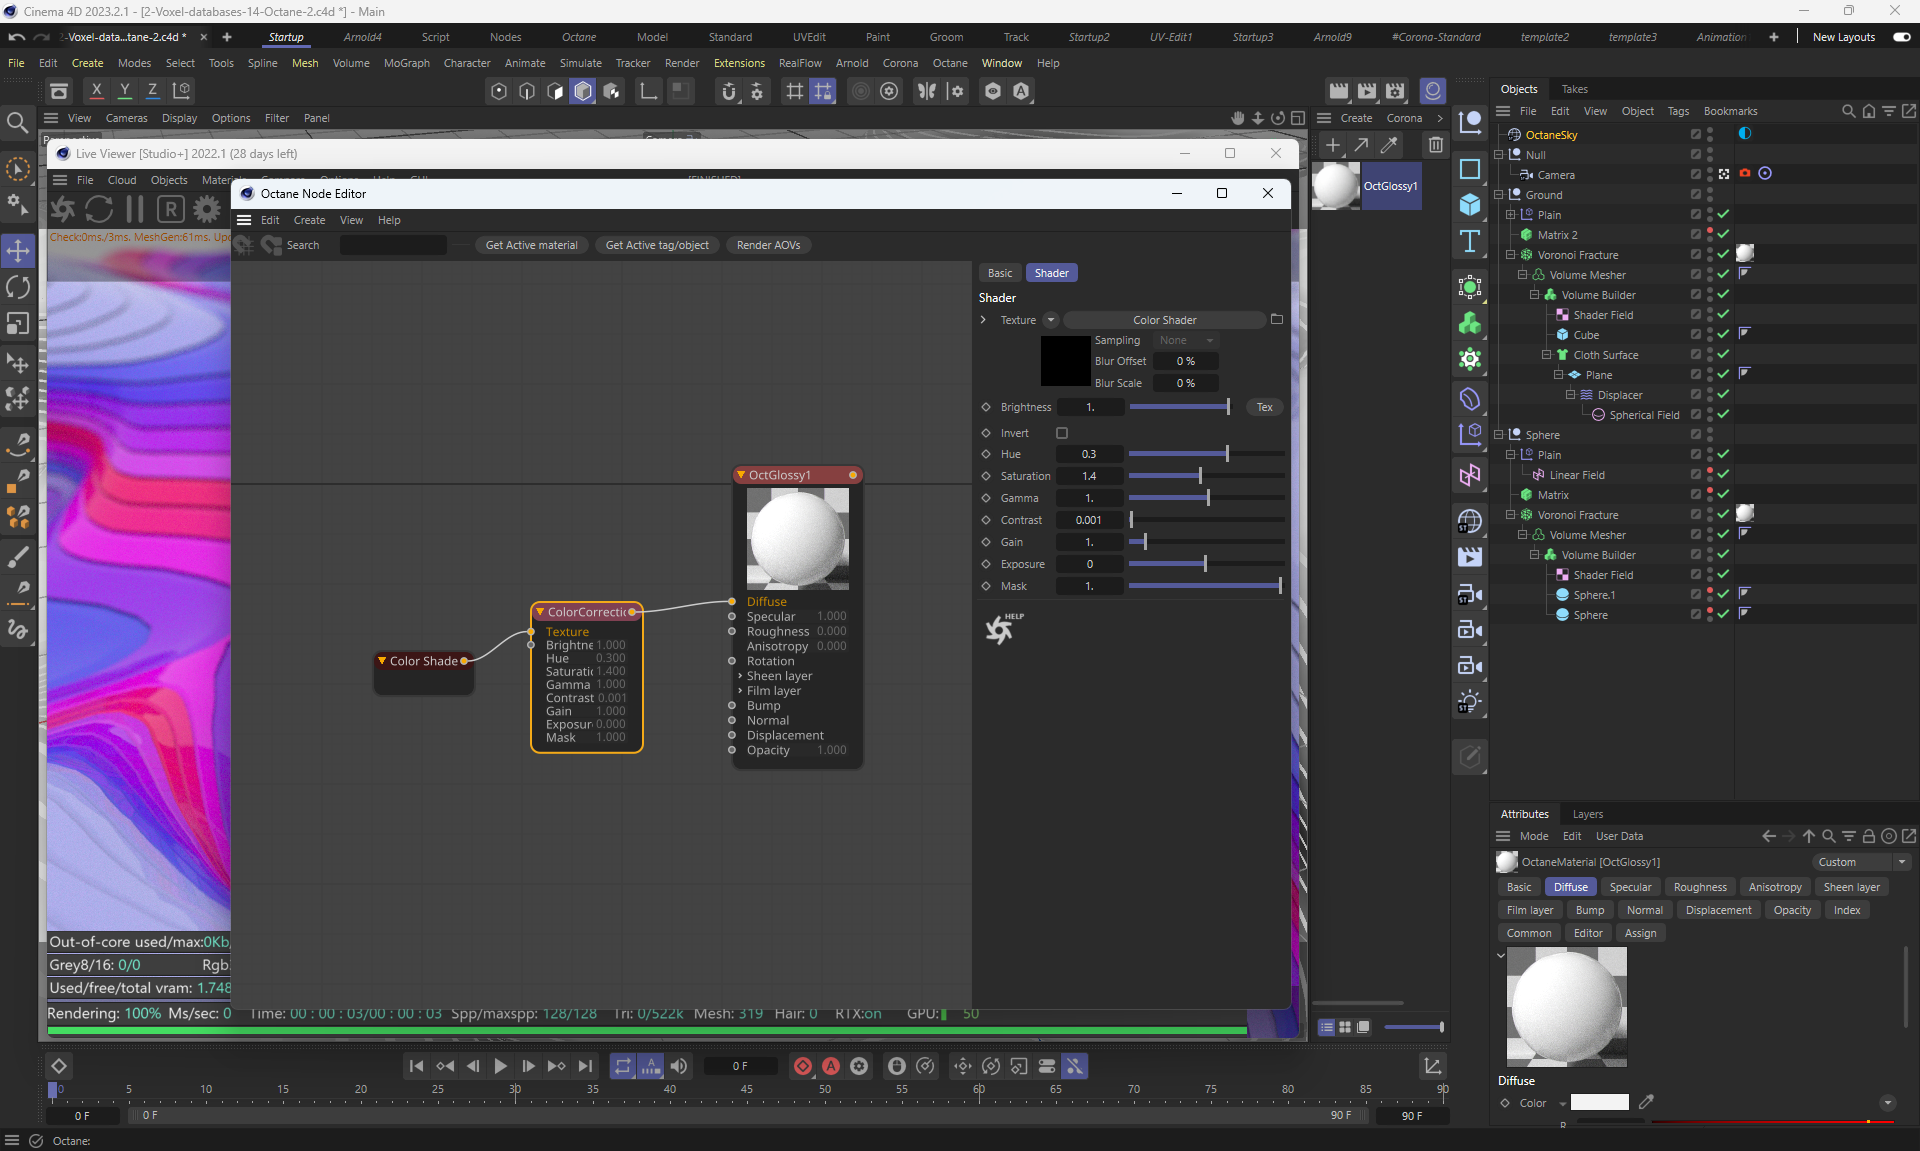 Cinema 4D 2023.2.1 - [2-Voxel-databases-14-Octane-2.c4d *] - Main
2-Voxel-data...tane-2.c4d *
Startup Arnold4 Script Nodes Octane Model Standard UVEdit Paint Groom Track Startup2 UV-Edit1 Startup3 Arnold9 #Corona-Standard template2 template3 Animation New Layouts
File Edit Create Modes Select Tools Spline Mesh Volume MoGraph Character Animate Simulate Tracker Render Extensions RealFlow Arnold Corona Octane Window Help
X Y Z
View Cameras Display Options Filter Panel
Create Corona
OctGlossy1
Live Viewer [Studio+] 2022.1 (28 days left)
File Cloud Objects
R
Check:0ms./3ms. MeshGen:61ms.
Octane Node Editor
Edit Create View Help
Search Get Active material Get Active tag/object Render AOVs
Color Shade
ColorCorrectic
Texture
Brightne 1.000
Hue 0.300
Saturatic 1.400
Gamma 1.000
Contrast 0.001
Gain 1.000
Exposur 0.000
Mask 1.000
OctGlossy1
Diffuse
Specular 1.000
Roughness 0.000
Anisotropy 0.000
Rotation
Sheen layer
Film layer
Bump
Normal
Displacement
Opacity 1.000
Basic Shader
Shader
Texture Color Shader
Sampling None
Blur Offset 0 %
Blur Scale 0 %
Brightness 1. Tex
Invert
Hue 0.3
Saturation 1.4
Gamma 1.
Contrast 0.001
Gain 1.
Exposure 0
Mask 1.
HELP
Out-of-core used/max:0Kb
Grey8/16: 0/0 Rgb
Used/free/total vram: 1.748
Rendering: 100% Ms/sec: 0 Time: 00 : 00 : 03/00 : 00 : 03 Spp/maxspp: 128/128 Tri: 0/522k Mesh: 319 Hair: 0 RTX:on GPU: 50
Objects Takes
File Edit View Object Tags Bookmarks
OctaneSky
Null
Camera
Ground
Plain
Matrix 2
Voronoi Fracture
Volume Mesher
Volume Builder
Shader Field
Cube
Cloth Surface
Plane
Displacer
Spherical Field
Sphere
Plain
Linear Field
Matrix
Voronoi Fracture
Volume Mesher
Volume Builder
Shader Field
Sphere.1
Sphere
Attributes Layers
Mode Edit User Data
OctaneMaterial [OctGlossy1] Custom
Basic Diffuse Specular Roughness Anisotropy Sheen layer
Film layer Bump Normal Displacement Opacity Index
Common Editor Assign
Diffuse
Color
R
0 F
0 5 10 15 20 25 30 35 40 45 50 55 60 65 70 75 80 85 90
0 F 0 F 90 F 90 F
Octane: